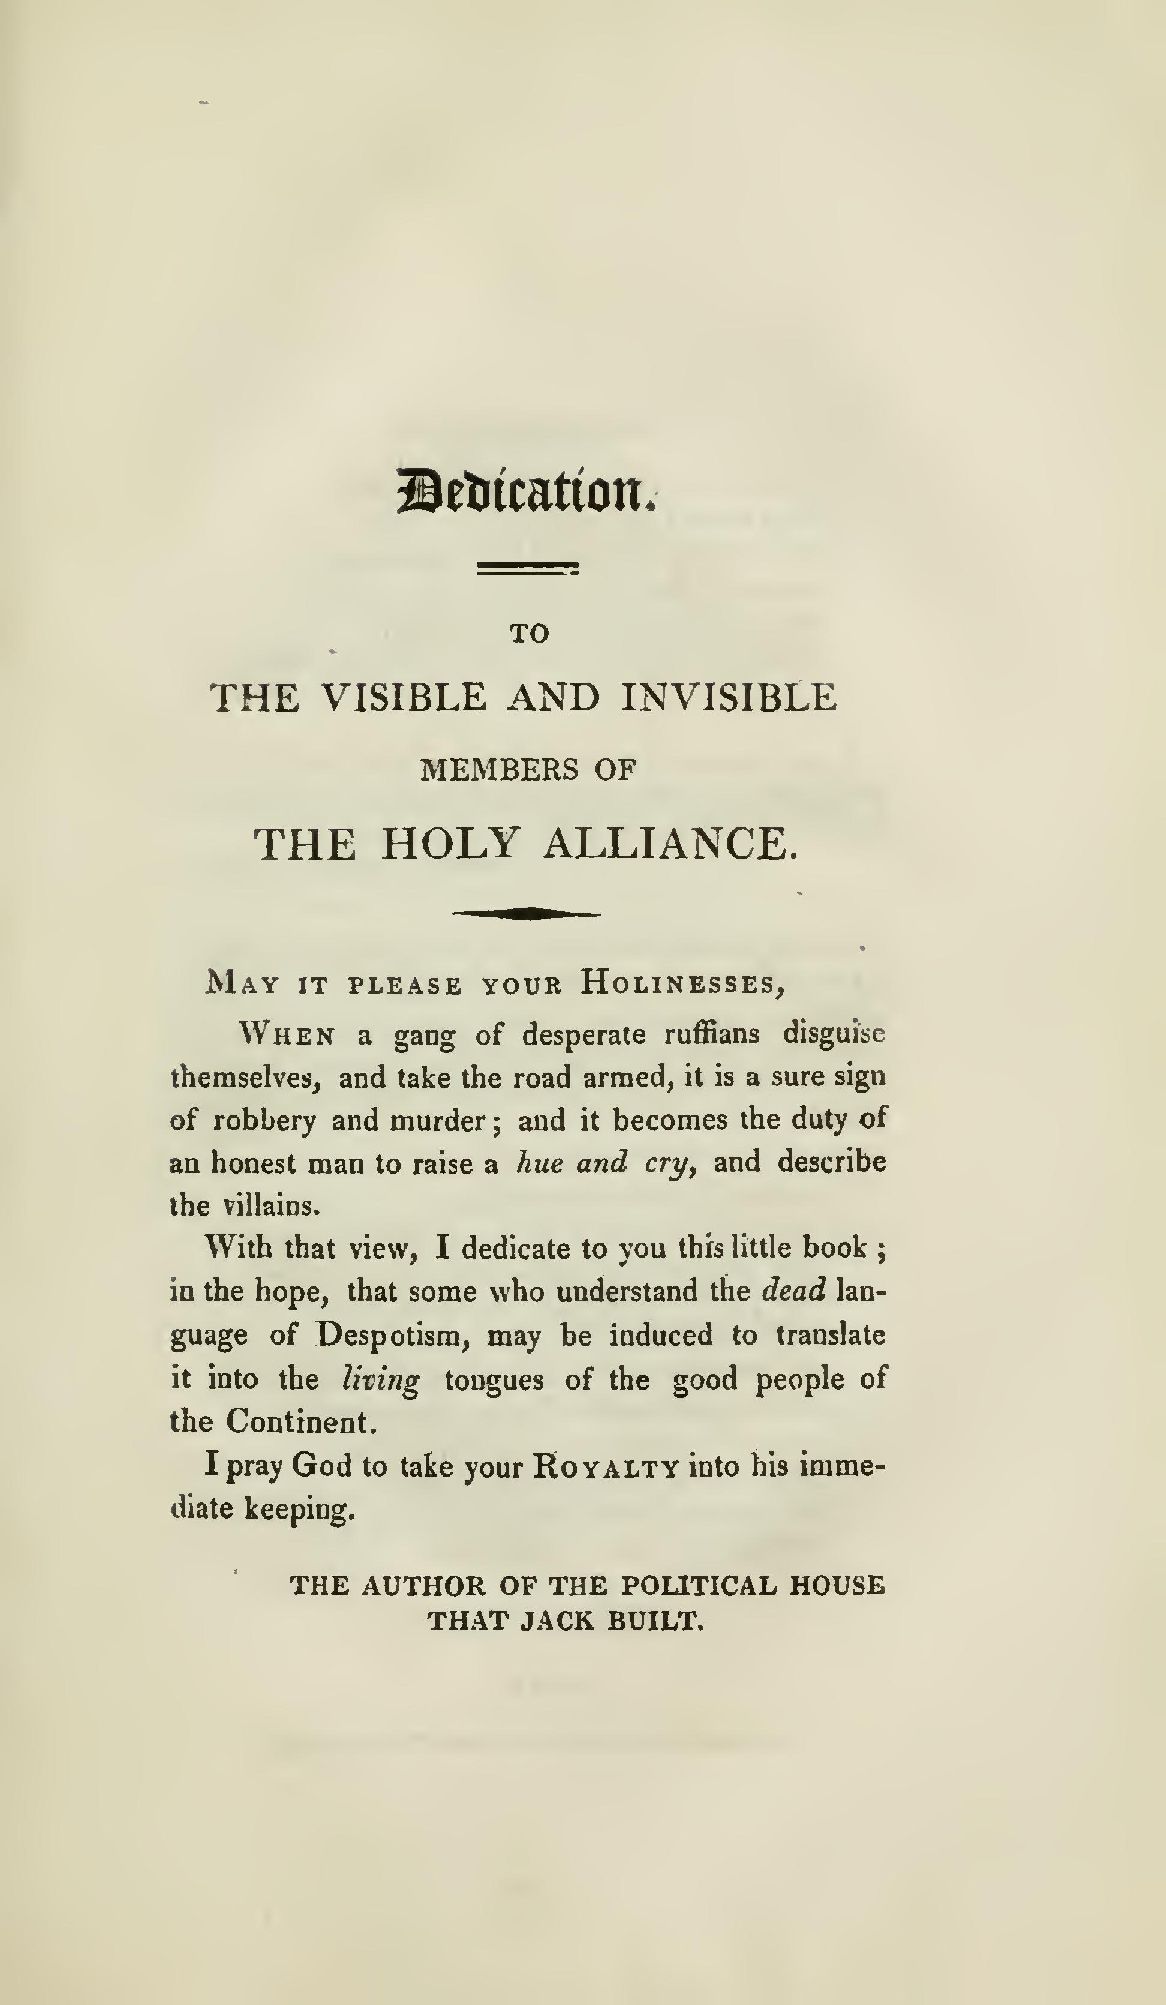 Dedication.
TO
THE VISIBLE AND INVISIBLE
MEMBERS OF
THE HOLY ALLIANCE.
MAY IT PLEASE YOUR HOLINESSES,
WHEN a gang of desperate ruffians disguise
themselves, and take the road armed, it is a sure sign
of robbery and murder; and it becomes the duty of
an honest man to raise a hue and cry, and describe
the villains.
With that view, I dedicate to you this little book;
in the hope, that some who understand the dead lan-
guage of Despotism, may be induced to translate
it into the living tongues of the good people of
the Continent.
I pray God to take your ROYALTY into his imme-
diate keeping.
THE AUTHOR OF THE POLITICAL HOUSE
THAT JACK BUILT.